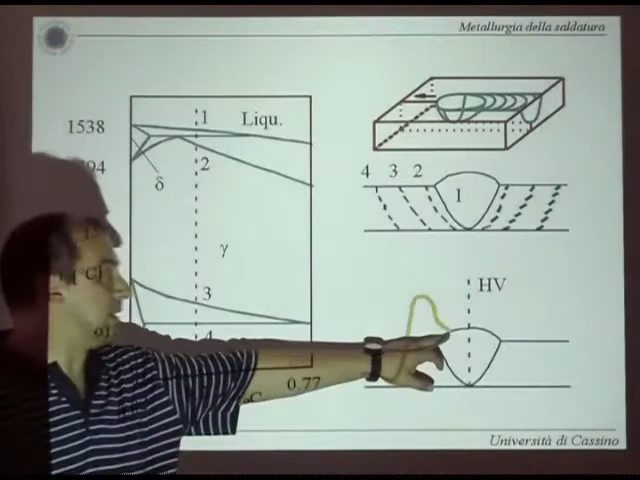 Metallurgia della saldatura
1538
1
Liqu.
2
δ
γ
3
4
0.77
4 3 2
1
HV
Università di Cassino